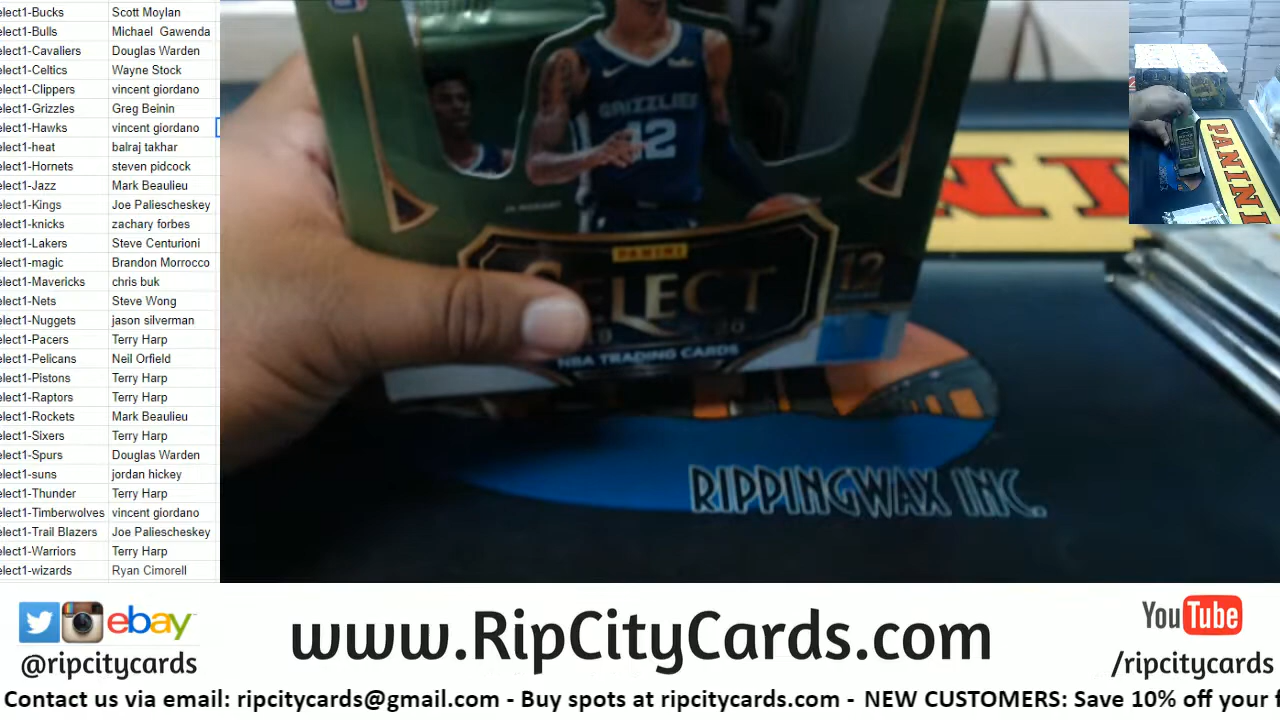 elect1-Bucks Scott Moylan
elect1-Bulls Michael Gawenda
elect1-Cavaliers Douglas Warden
elect1-Celtics Wayne Stock
elect1-Clippers vincent giordano
elect1-Grizzles Greg Beinin
elect1-Hawks vincent giordano
elect1-heat balraj takhar
elect1-Hornets steven pidcock
elect1-Jazz Mark Beaulieu
elect1-Kings Joe Paliescheskey
elect1-knicks zachary forbes
elect1-Lakers Steve Centurioni
elect1-magic Brandon Morrocco
elect1-Mavericks chris buk
elect1-Nets Steve Wong
elect1-Nuggets jason silverman
elect1-Pacers Terry Harp
elect1-Pelicans Neil Orfield
elect1-Pistons Terry Harp
elect1-Raptors Terry Harp
elect1-Rockets Mark Beaulieu
elect1-Sixers Terry Harp
elect1-Spurs Douglas Warden
elect1-suns jordan hickey
elect1-Thunder Terry Harp
elect1-Timberwolves vincent giordano
elect1-Trail Blazers Joe Paliescheskey
elect1-Warriors Terry Harp
elect1-wizards Ryan Cimorell
GRIZZLIES
12
JA MORANT
PANINI
SELECT
12
20
NBA TRADING CARDS
RIPPINGWAX INC.
PANINI
ebay
@ripcitycards
www.RipCityCards.com
YouTube
/ripcitycards
Contact us via email: ripcitycards@gmail.com - Buy spots at ripcitycards.com - NEW CUSTOMERS: Save 10% off your f